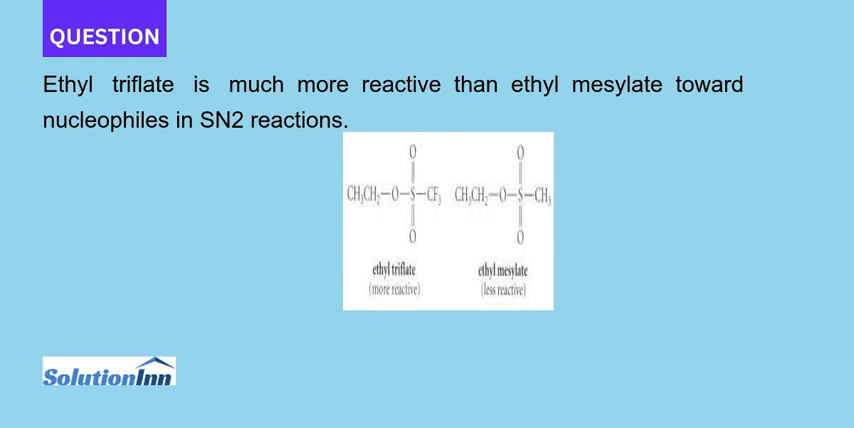 QUESTION
Ethyl triflate is much more reactive than ethyl mesylate toward
nucleophiles in SN2 reactions.
O O
CH₃CH₂—O—S—CF₃ CH₃CH₂—O—S—CH₃
O O
ethyl triflate ethyl mesylate
(more reactive) (less reactive)
SolutionInn